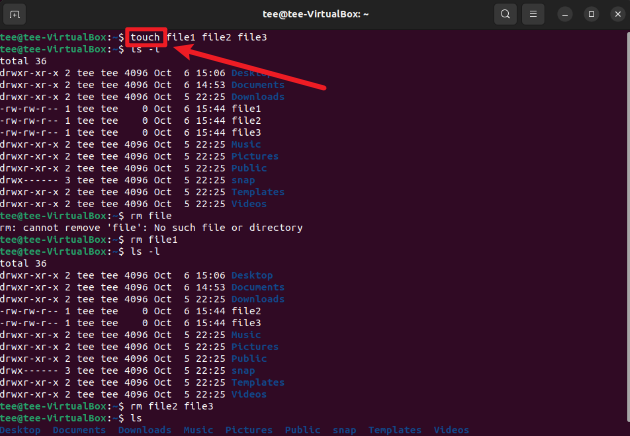 tee@tee-VirtualBox: ~
tee@tee-VirtualBox:~$ touch file1 file2 file3
tee@tee-VirtualBox:~$ ls -l
total 36
drwxr-xr-x 2 tee tee 4096 Oct  6 15:06 Desktop
drwxr-xr-x 2 tee tee 4096 Oct  6 14:53 Documents
drwxr-xr-x 2 tee tee 4096 Oct  5 22:25 Downloads
-rw-rw-r-- 1 tee tee    0 Oct  6 15:44 file1
-rw-rw-r-- 1 tee tee    0 Oct  6 15:44 file2
-rw-rw-r-- 1 tee tee    0 Oct  6 15:44 file3
drwxr-xr-x 2 tee tee 4096 Oct  5 22:25 Music
drwxr-xr-x 2 tee tee 4096 Oct  5 22:25 Pictures
drwxr-xr-x 2 tee tee 4096 Oct  5 22:25 Public
drwx------ 3 tee tee 4096 Oct  5 22:25 snap
drwxr-xr-x 2 tee tee 4096 Oct  5 22:25 Templates
drwxr-xr-x 2 tee tee 4096 Oct  5 22:25 Videos
tee@tee-VirtualBox:~$ rm file
rm: cannot remove 'file': No such file or directory
tee@tee-VirtualBox:~$ rm file1
tee@tee-VirtualBox:~$ ls -l
total 36
drwxr-xr-x 2 tee tee 4096 Oct  6 15:06 Desktop
drwxr-xr-x 2 tee tee 4096 Oct  6 14:53 Documents
drwxr-xr-x 2 tee tee 4096 Oct  5 22:25 Downloads
-rw-rw-r-- 1 tee tee    0 Oct  6 15:44 file2
-rw-rw-r-- 1 tee tee    0 Oct  6 15:44 file3
drwxr-xr-x 2 tee tee 4096 Oct  5 22:25 Music
drwxr-xr-x 2 tee tee 4096 Oct  5 22:25 Pictures
drwxr-xr-x 2 tee tee 4096 Oct  5 22:25 Public
drwx------ 3 tee tee 4096 Oct  5 22:25 snap
drwxr-xr-x 2 tee tee 4096 Oct  5 22:25 Templates
drwxr-xr-x 2 tee tee 4096 Oct  5 22:25 Videos
tee@tee-VirtualBox:~$ rm file2 file3
tee@tee-VirtualBox:~$ ls
Desktop  Documents  Downloads  Music  Pictures  Public  snap  Templates  Videos